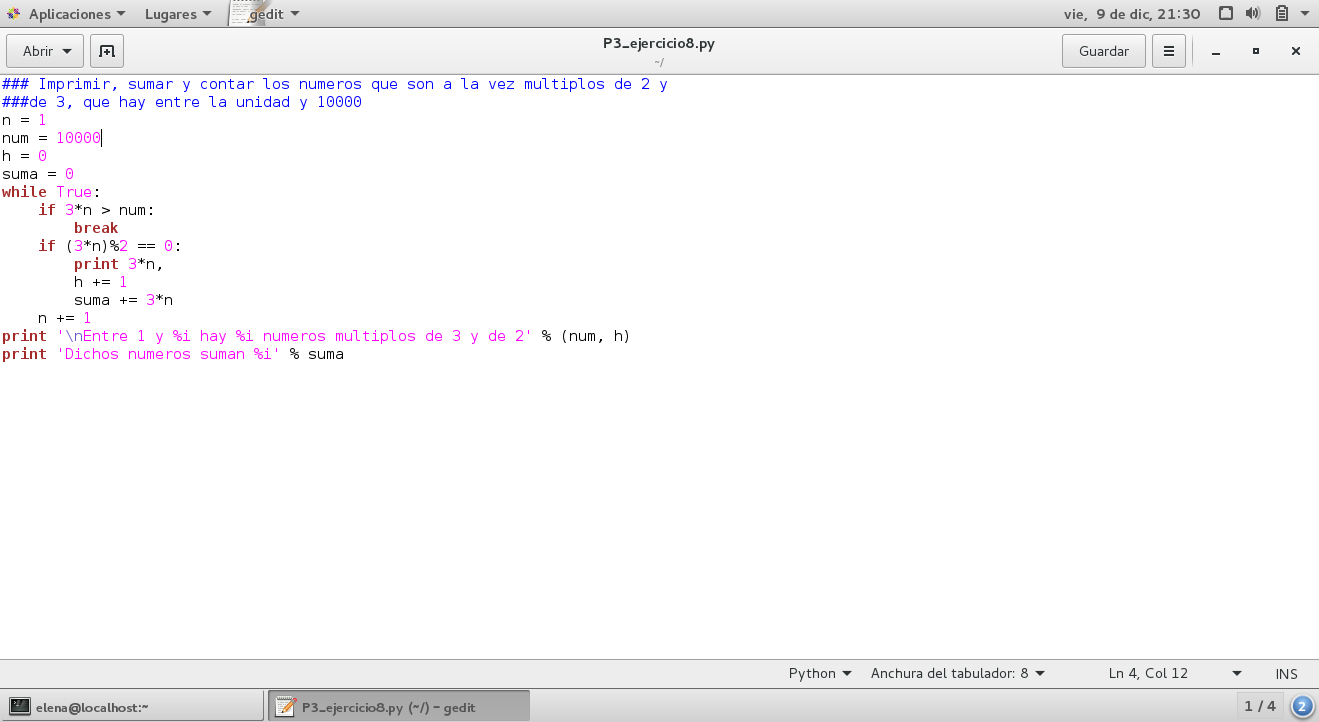 Aplicaciones Lugares gedit vie, 9 de dic, 21:30
Abrir P3_ejercicio8.py Guardar
~/
### Imprimir, sumar y contar los numeros que son a la vez multiplos de 2 y
###de 3, que hay entre la unidad y 10000
n = 1
num = 10000
h = 0
suma = 0
while True:
    if 3*n > num:
        break
    if (3*n)%2 == 0:
        print 3*n,
        h += 1
        suma += 3*n
    n += 1
print '\nEntre 1 y %i hay %i numeros multiplos de 3 y de 2' % (num, h)
print 'Dichos numeros suman %i' % suma
Python Anchura del tabulador: 8 Ln 4, Col 12 INS
elena@localhost:~ P3_ejercicio8.py (~/) - gedit 1 / 4 2